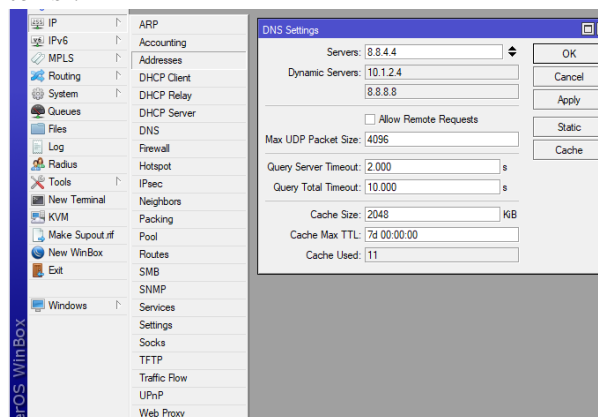 IP
IPv6
MPLS
Routing
System
Queues
Files
Log
Radius
Tools
New Terminal
KVM
Make Supout.rif
New WinBox
Exit
Windows
ARP
Accounting
Addresses
DHCP Client
DHCP Relay
DHCP Server
DNS
Firewall
Hotspot
IPsec
Neighbors
Packing
Pool
Routes
SMB
SNMP
Services
Settings
Socks
TFTP
Traffic Flow
UPnP
Web Proxy
DNS Settings
Servers: 8.8.4.4
Dynamic Servers: 10.1.2.4
8.8.8.8
Allow Remote Requests
Max UDP Packet Size: 4096
Query Server Timeout: 2.000 s
Query Total Timeout: 10.000 s
Cache Size: 2048 KiB
Cache Max TTL: 7d 00:00:00
Cache Used: 11
OK
Cancel
Apply
Static
Cache
erOS WinBox